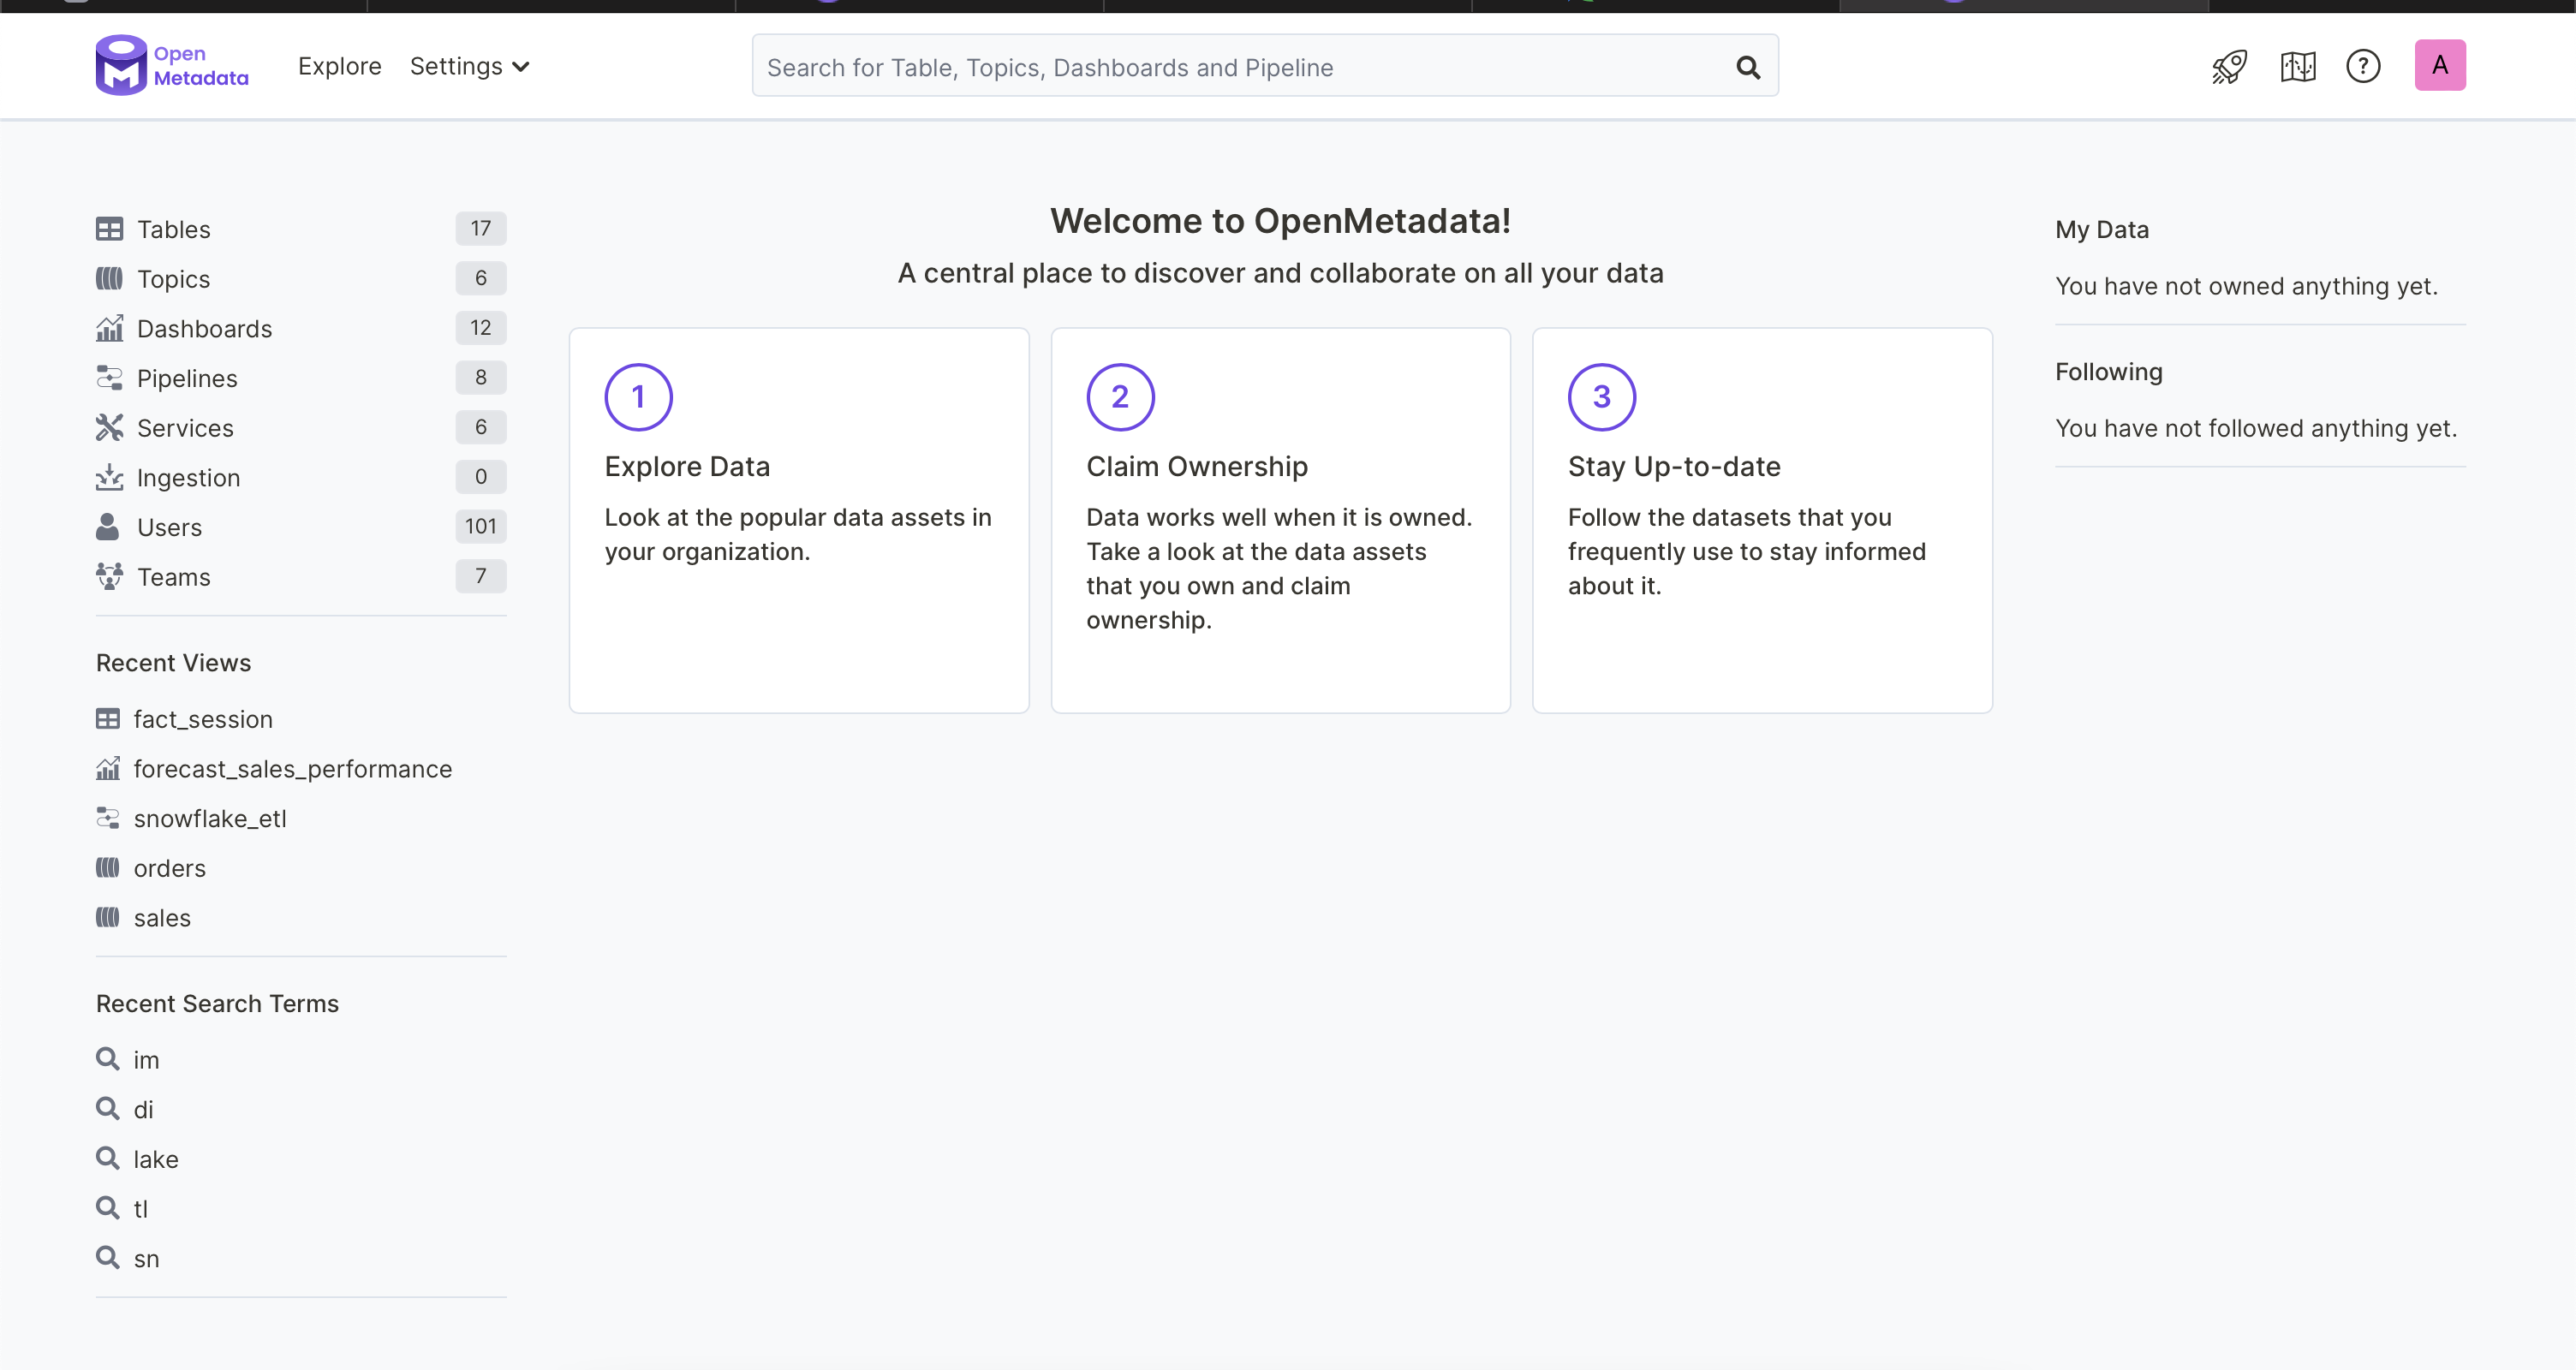 Open
Metadata
Explore
Settings
Search for Table, Topics, Dashboards and Pipeline
?
A
Tables 17
Topics 6
Dashboards 12
Pipelines 8
Services 6
Ingestion 0
Users 101
Teams 7
Recent Views
fact_session
forecast_sales_performance
snowflake_etl
orders
sales
Recent Search Terms
im
di
lake
tl
sn
Welcome to OpenMetadata!
A central place to discover and collaborate on all your data
1
Explore Data
Look at the popular data assets in
your organization.
2
Claim Ownership
Data works well when it is owned.
Take a look at the data assets
that you own and claim
ownership.
3
Stay Up-to-date
Follow the datasets that you
frequently use to stay informed
about it.
My Data
You have not owned anything yet.
Following
You have not followed anything yet.